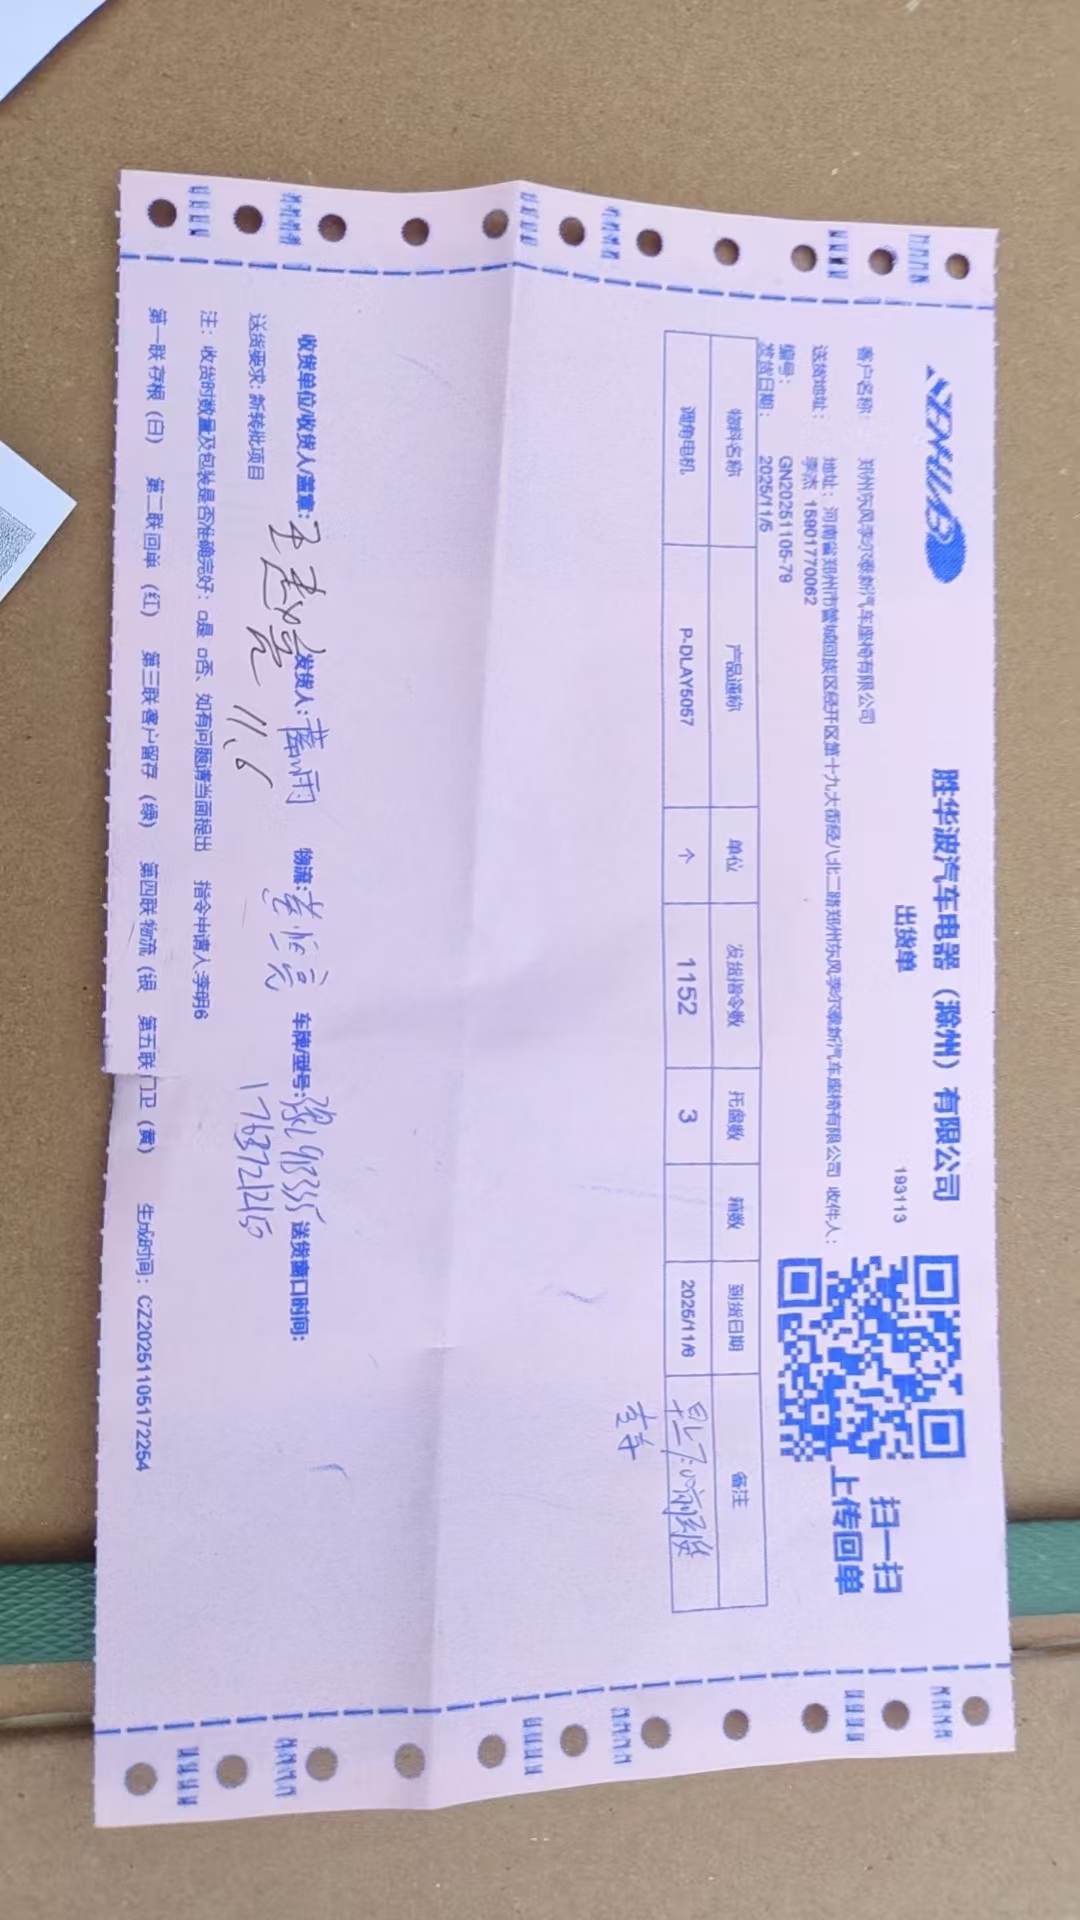 SENHUAB
胜华波汽车电器（滁州）有限公司
出货单
193113
扫一扫
上传回单
客户名称：
郑州东风李尔泰新汽车座椅有限公司
送货地址：
地址：河南省郑州市管城回族区经开区第十九大街经八北二路郑州东风李尔泰新汽车座椅有限公司 收件人：
李杰 15901770062
编号：
GN20251105-79
发货日期：
2025/11/5
物料名称 产品通称 单位 发货指令数 托盘数 箱数 到货日期 备注
调角电机 P-DLAY5057 个 1152 3 2025/11/6
收货单位/收货人/盖章： 发货人： 物流： 车牌/型号： 送货窗口时间：
11.6
送货要求：新转批项目
注：收货时数量及包装是否准确完好：□是 □否、如有问题请当面提出 指令申请人:李明6
第一联存根（白） 第二联回单（红） 第三联客户留存（绿） 第四联物流（银 第五联门卫（黄） 生成时间：CZ20251105172254